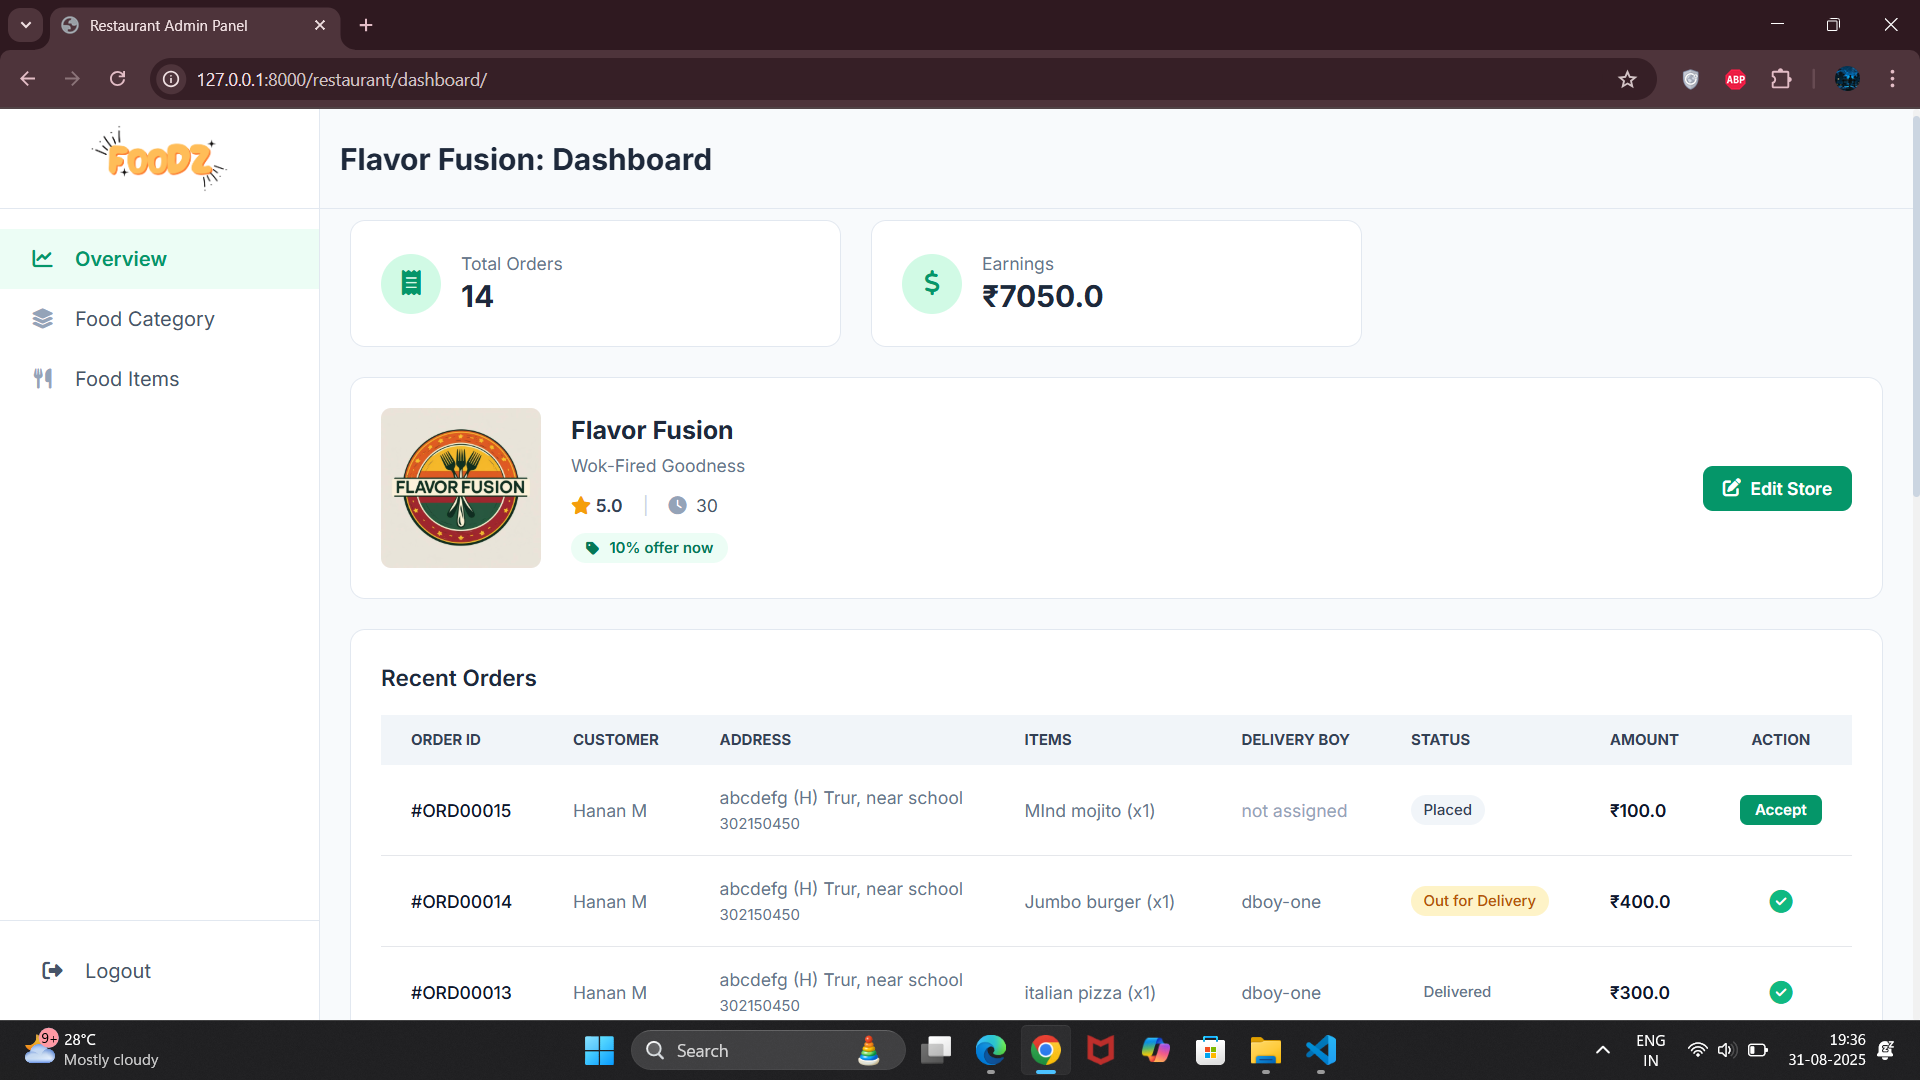 Restaurant Admin Panel
127.0.0.1:8000/restaurant/dashboard/
ABP
FOODZ
Flavor Fusion: Dashboard
Overview
Food Category
Food Items
Logout
Total Orders
14
Earnings
₹7050.0
FLAVOR FUSION
Flavor Fusion
Wok-Fired Goodness
5.0
30
10% offer now
Edit Store
Recent Orders
ORDER ID CUSTOMER ADDRESS ITEMS DELIVERY BOY STATUS AMOUNT ACTION
#ORD00015 Hanan M abcdefg (H) Trur, near school MInd mojito (x1) not assigned Placed ₹100.0 Accept
302150450
#ORD00014 Hanan M abcdefg (H) Trur, near school Jumbo burger (x1) dboy-one Out for Delivery ₹400.0
302150450
#ORD00013 Hanan M abcdefg (H) Trur, near school italian pizza (x1) dboy-one Delivered ₹300.0
302150450
9+
28°C
Mostly cloudy
Search
ENG
IN
19:36
31-08-2025